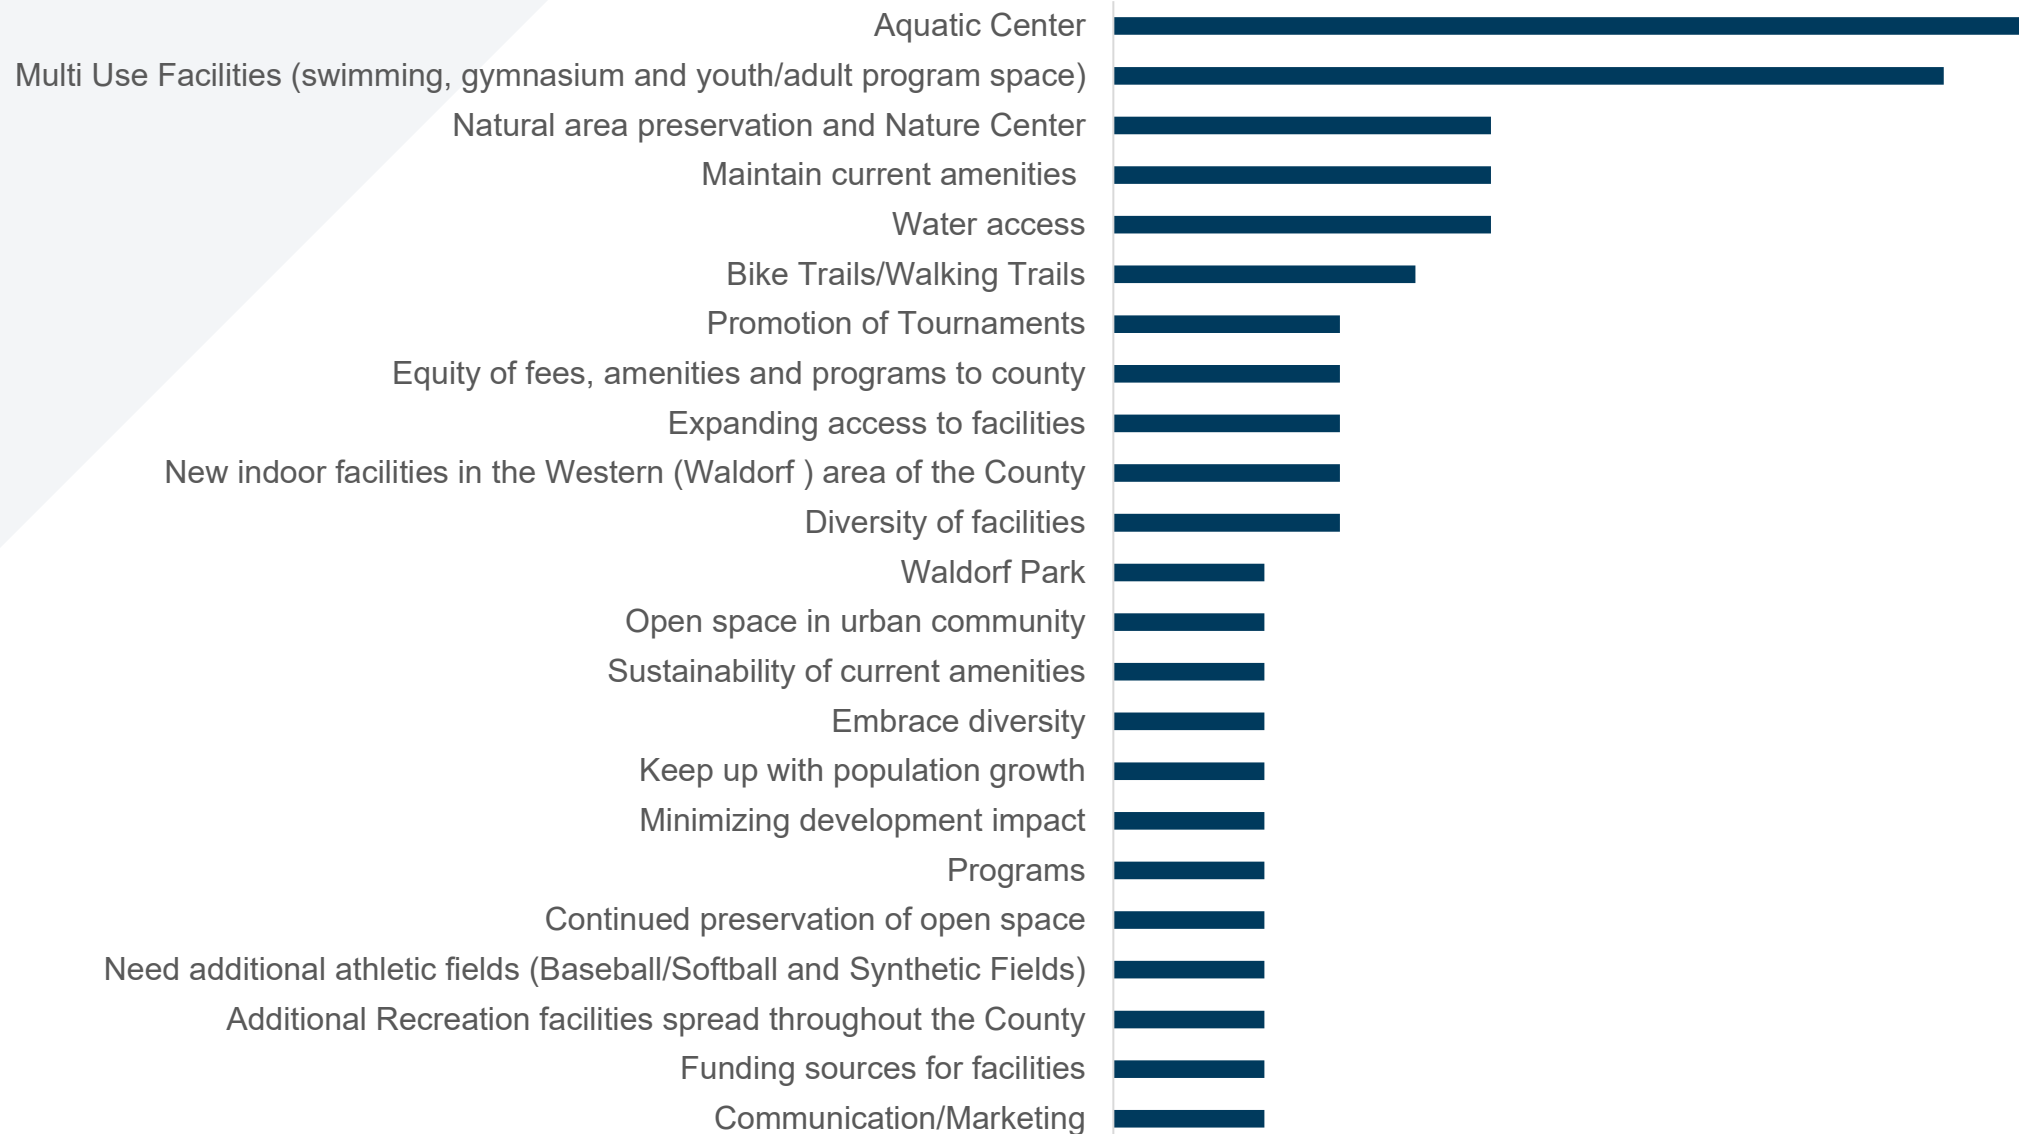 Aquatic Center
Multi Use Facilities (swimming, gymnasium and youth/adult program space)
Natural area preservation and Nature Center
Maintain current amenities
Water access
Bike Trails/Walking Trails
Promotion of Tournaments
Equity of fees, amenities and programs to county
Expanding access to facilities
New indoor facilities in the Western (Waldorf ) area of the County
Diversity of facilities
Waldorf Park
Open space in urban community
Sustainability of current amenities
Embrace diversity
Keep up with population growth
Minimizing development impact
Programs
Continued preservation of open space
Need additional athletic fields (Baseball/Softball and Synthetic Fields)
Additional Recreation facilities spread throughout the County
Funding sources for facilities
Communication/Marketing